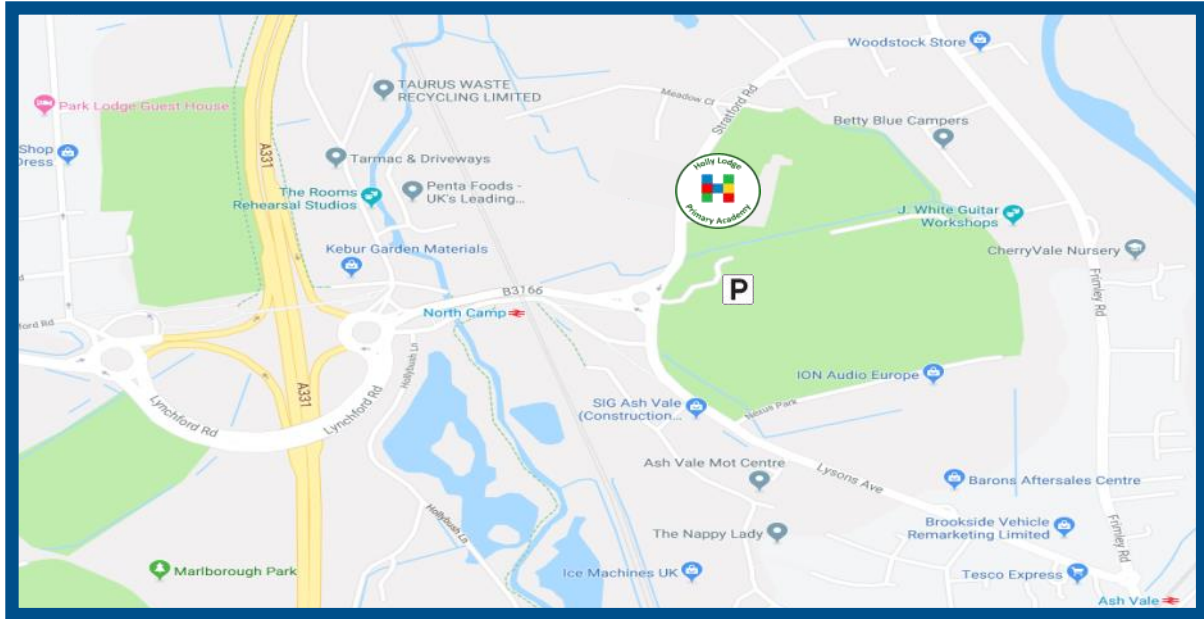 Woodstock Store
TAURUS WASTE
RECYCLING LIMITED
Meadow Cl
Stratford Rd
Park Lodge Guest House
Betty Blue Campers
Shop
Dress
A331
Tarmac & Driveways
Holly Lodge
H
Primary Academy
The Rooms
Rehearsal Studios
Penta Foods -
UK's Leading...
J. White Guitar
Workshops
Kebur Garden Materials
CherryVale Nursery
B3166
P
Frimley Rd
North Camp
ford Rd
Hollybush Ln
ION Audio Europe
A331
Lynchford Rd
Lynchford Rd
SIG Ash Vale
(Construction...
Nexus Park
Ash Vale Mot Centre
Lysons Ave
Barons Aftersales Centre
Hollybush Ln
The Nappy Lady
Brookside Vehicle
Remarketing Limited
Frimley Rd
Marlborough Park
Ice Machines UK
Tesco Express
Ash Vale